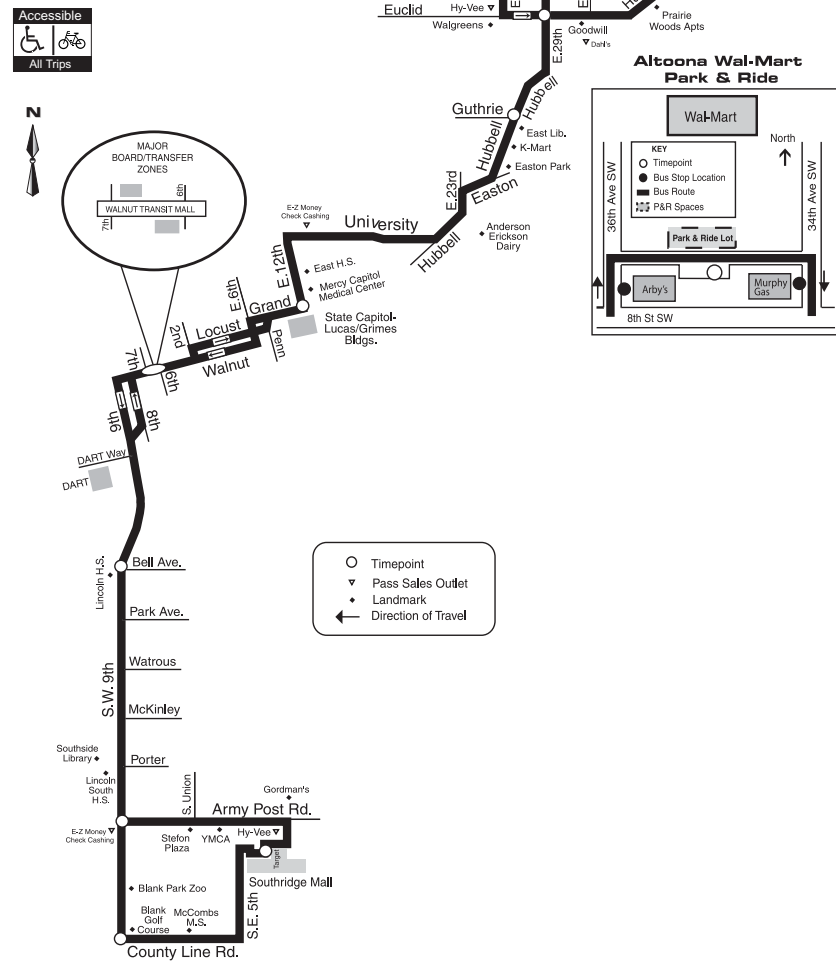 Accessible
All Trips
Euclid
Hy-Vee
Walgreens
E.29th
Goodwill
Dahl's
Prairie
Woods Apts
Altoona Wal-Mart
Park & Ride
Wal-Mart
North
KEY
Timepoint
Bus Stop Location
Bus Route
P&R Spaces
36th Ave SW
34th Ave SW
Park & Ride Lot
Arby's
Murphy
Gas
8th St SW
N
MAJOR
BOARD/TRANSFER
ZONES
6th
WALNUT TRANSIT MALL
7th
Guthrie
Hubbell
Hubbell
East Lib.
K-Mart
Easton Park
Easton
E.23rd
E-Z Money
Check Cashing
University
Hubbell
Anderson
Erickson
Dairy
E.12th
East H.S.
Mercy Capitol
Medical Center
E.6th
Grand
State Capitol-
Lucas/Grimes
Bldgs.
2nd
Locust
Penn
Walnut
7th
6th
9th
8th
DART Way
DART
Bell Ave.
Lincoln H.S.
Park Ave.
Watrous
S.W. 9th
McKinley
Porter
Southside
Library
Lincoln
South
H.S.
Timepoint
Pass Sales Outlet
Landmark
Direction of Travel
S. Union
Gordman's
Army Post Rd.
E-Z Money
Check Cashing
Stefon
Plaza
YMCA
Hy-Vee
Target
Southridge Mall
Blank Park Zoo
Blank
Golf
Course
McCombs
M.S.
S.E. 5th
County Line Rd.